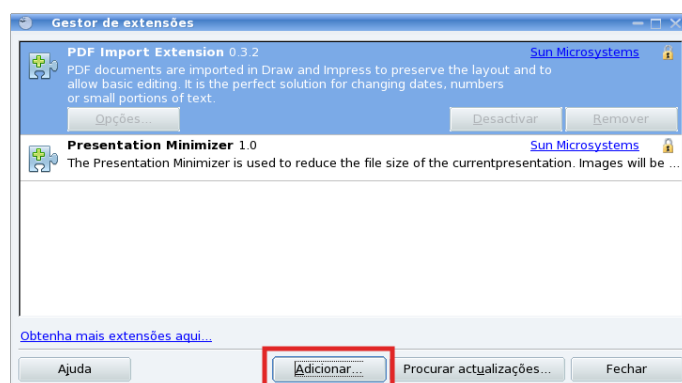 Gestor de extensões
PDF Import Extension 0.3.2 Sun Microsystems
PDF documents are imported in Draw and Impress to preserve the layout and to
allow basic editing. It is the perfect solution for changing dates, numbers
or small portions of text.
Opções... Desactivar Remover
Presentation Minimizer 1.0 Sun Microsystems
The Presentation Minimizer is used to reduce the file size of the currentpresentation. Images will be ...
Obtenha mais extensões aqui...
Ajuda Adicionar... Procurar actualizações... Fechar